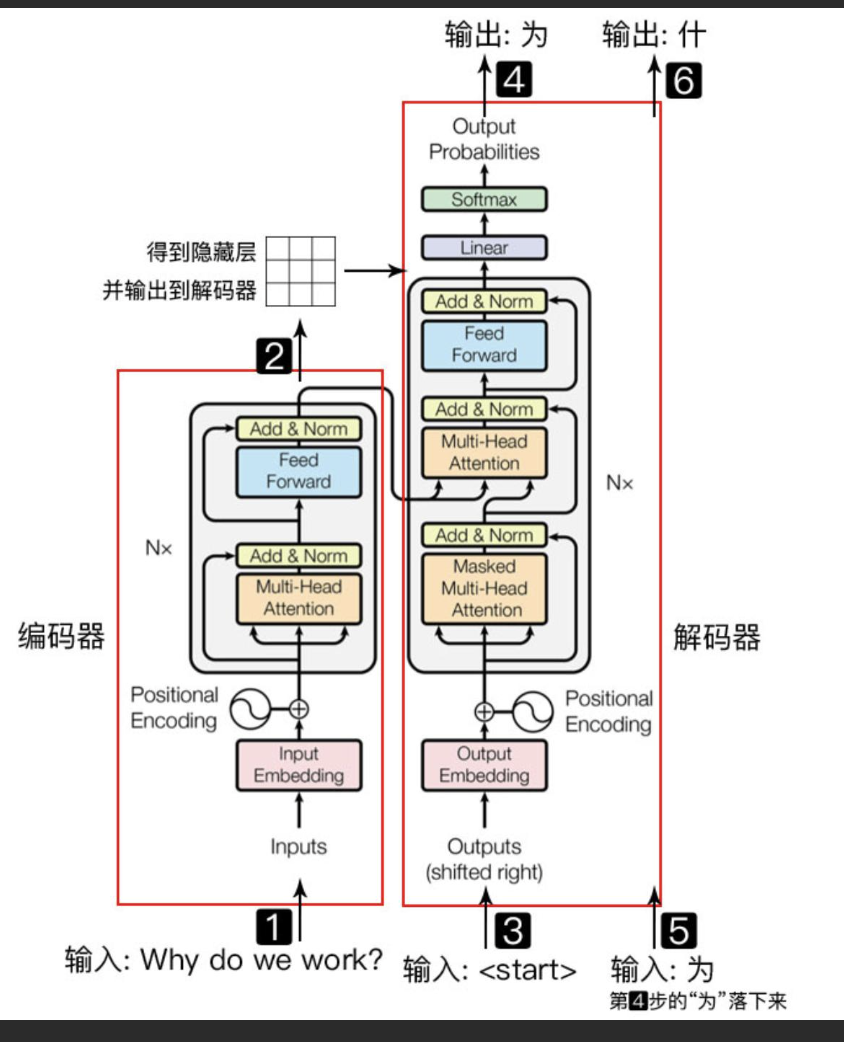 输出: 为
输出: 什
4
6
Output
Probabilities
Softmax
Linear
得到隐藏层
并输出到解码器
2
Add & Norm
Feed
Forward
Add & Norm
Multi-Head
Attention
Nx
Add & Norm
Masked
Multi-Head
Attention
解码器
Positional
Encoding
Output
Embedding
Outputs
(shifted right)
Add & Norm
Feed
Forward
Nx
Add & Norm
Multi-Head
Attention
编码器
Positional
Encoding
Input
Embedding
Inputs
1
输入: Why do we work?
3
输入: <start>
5
输入: 为
第4步的“为”落下来